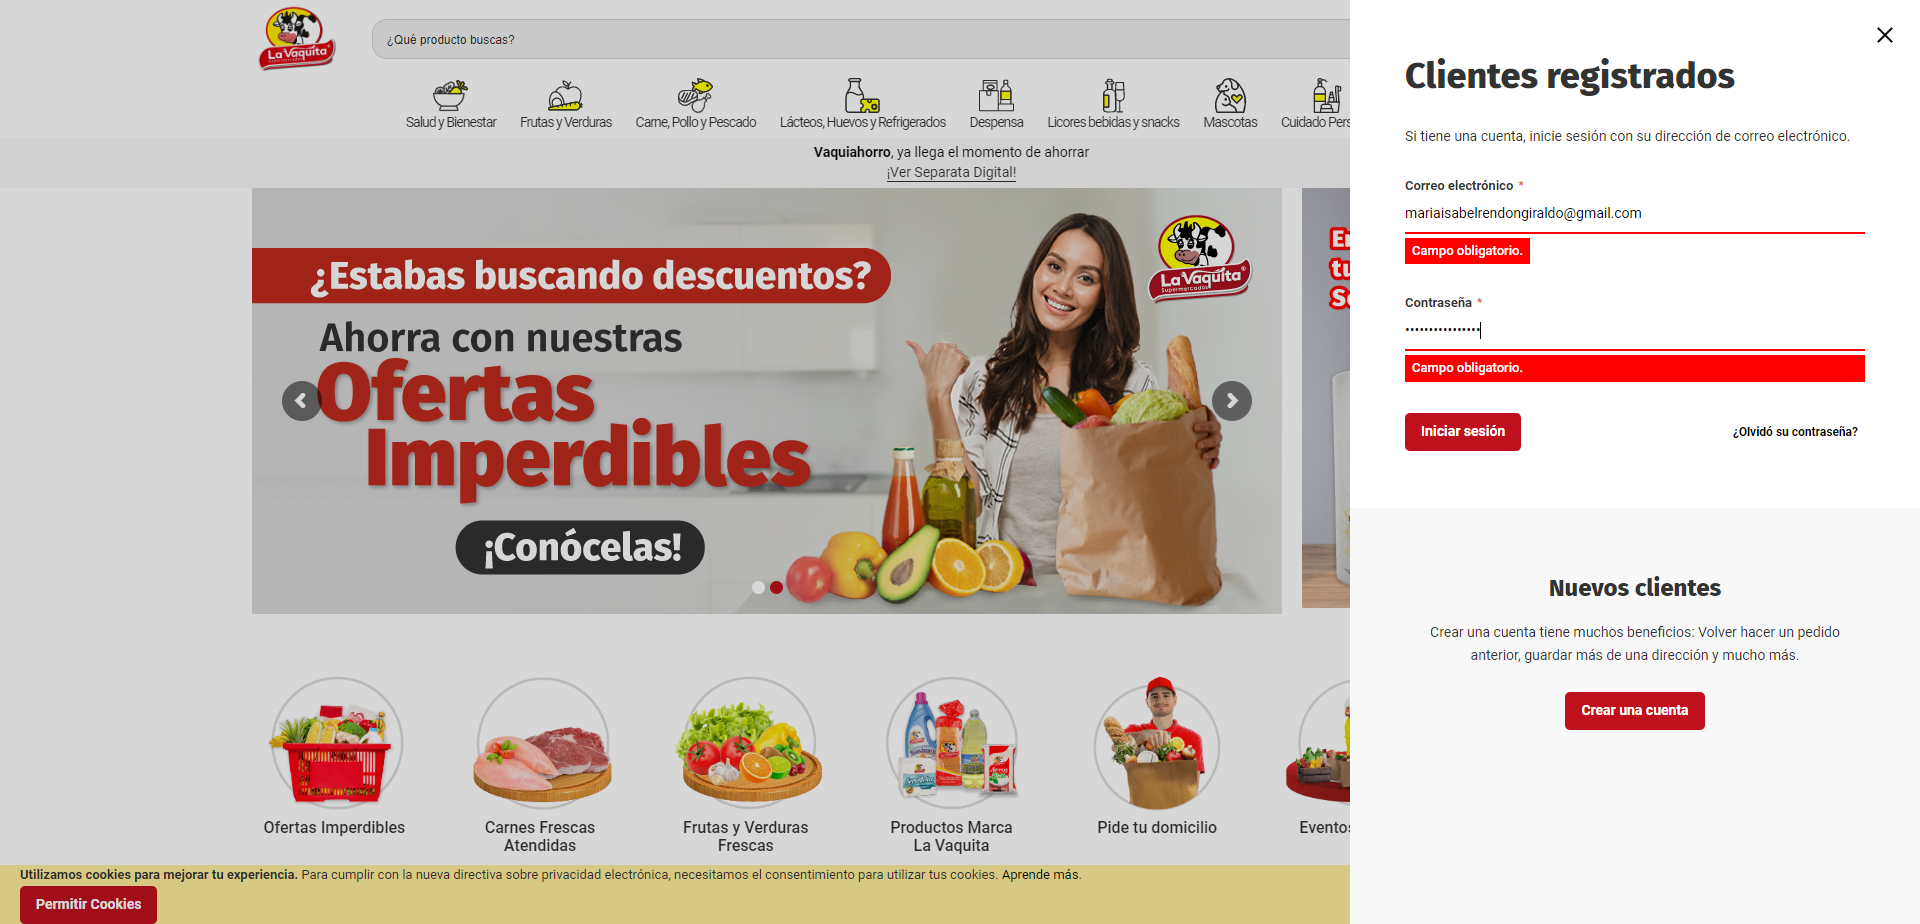 La Vaquita
Supermercados
¿Qué producto buscas?
Salud y Bienestar
Frutas y Verduras
Carne, Pollo y Pescado
Lácteos, Huevos y Refrigerados
Despensa
Licores bebidas y snacks
Mascotas
Cuidado Pers
Vaquiahorro, ya llega el momento de ahorrar
¡Ver Separata Digital!
¿Estabas buscando descuentos?
Ahorra con nuestras
Ofertas
Imperdibles
¡Conócelas!
La Vaquita
Supermercados
Ofertas Imperdibles
Carnes Frescas
Atendidas
Frutas y Verduras
Frescas
Productos Marca
La Vaquita
Pide tu domicilio
Eventos
Utilizamos cookies para mejorar tu experiencia. Para cumplir con la nueva directiva sobre privacidad electrónica, necesitamos el consentimiento para utilizar tus cookies. Aprende más.
Permitir Cookies
Clientes registrados
Si tiene una cuenta, inicie sesión con su dirección de correo electrónico.
Correo electrónico *
mariaisabelrendongiraldo@gmail.com
Campo obligatorio.
Contraseña *
••••••••••••••••
Campo obligatorio.
Iniciar sesión
¿Olvidó su contraseña?
Nuevos clientes
Crear una cuenta tiene muchos beneficios: Volver hacer un pedido
anterior, guardar más de una dirección y mucho más.
Crear una cuenta